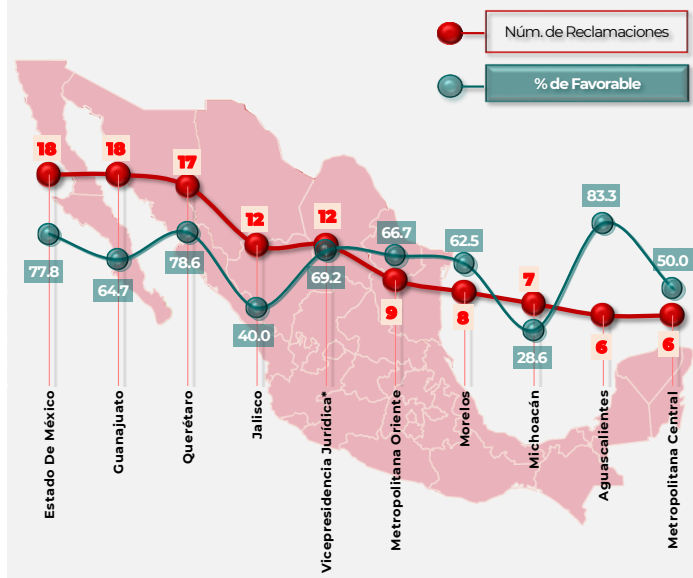 Núm. de Reclamaciones
% de Favorable
18
18
17
12
12
9
8
7
6
6
77.8
64.7
78.6
40.0
69.2
66.7
62.5
28.6
83.3
50.0
Estado De México
Guanajuato
Querétaro
Jalisco
Vicepresidencia Jurídica*
Metropolitana Oriente
Morelos
Michoacán
Aguascalientes
Metropolitana Central